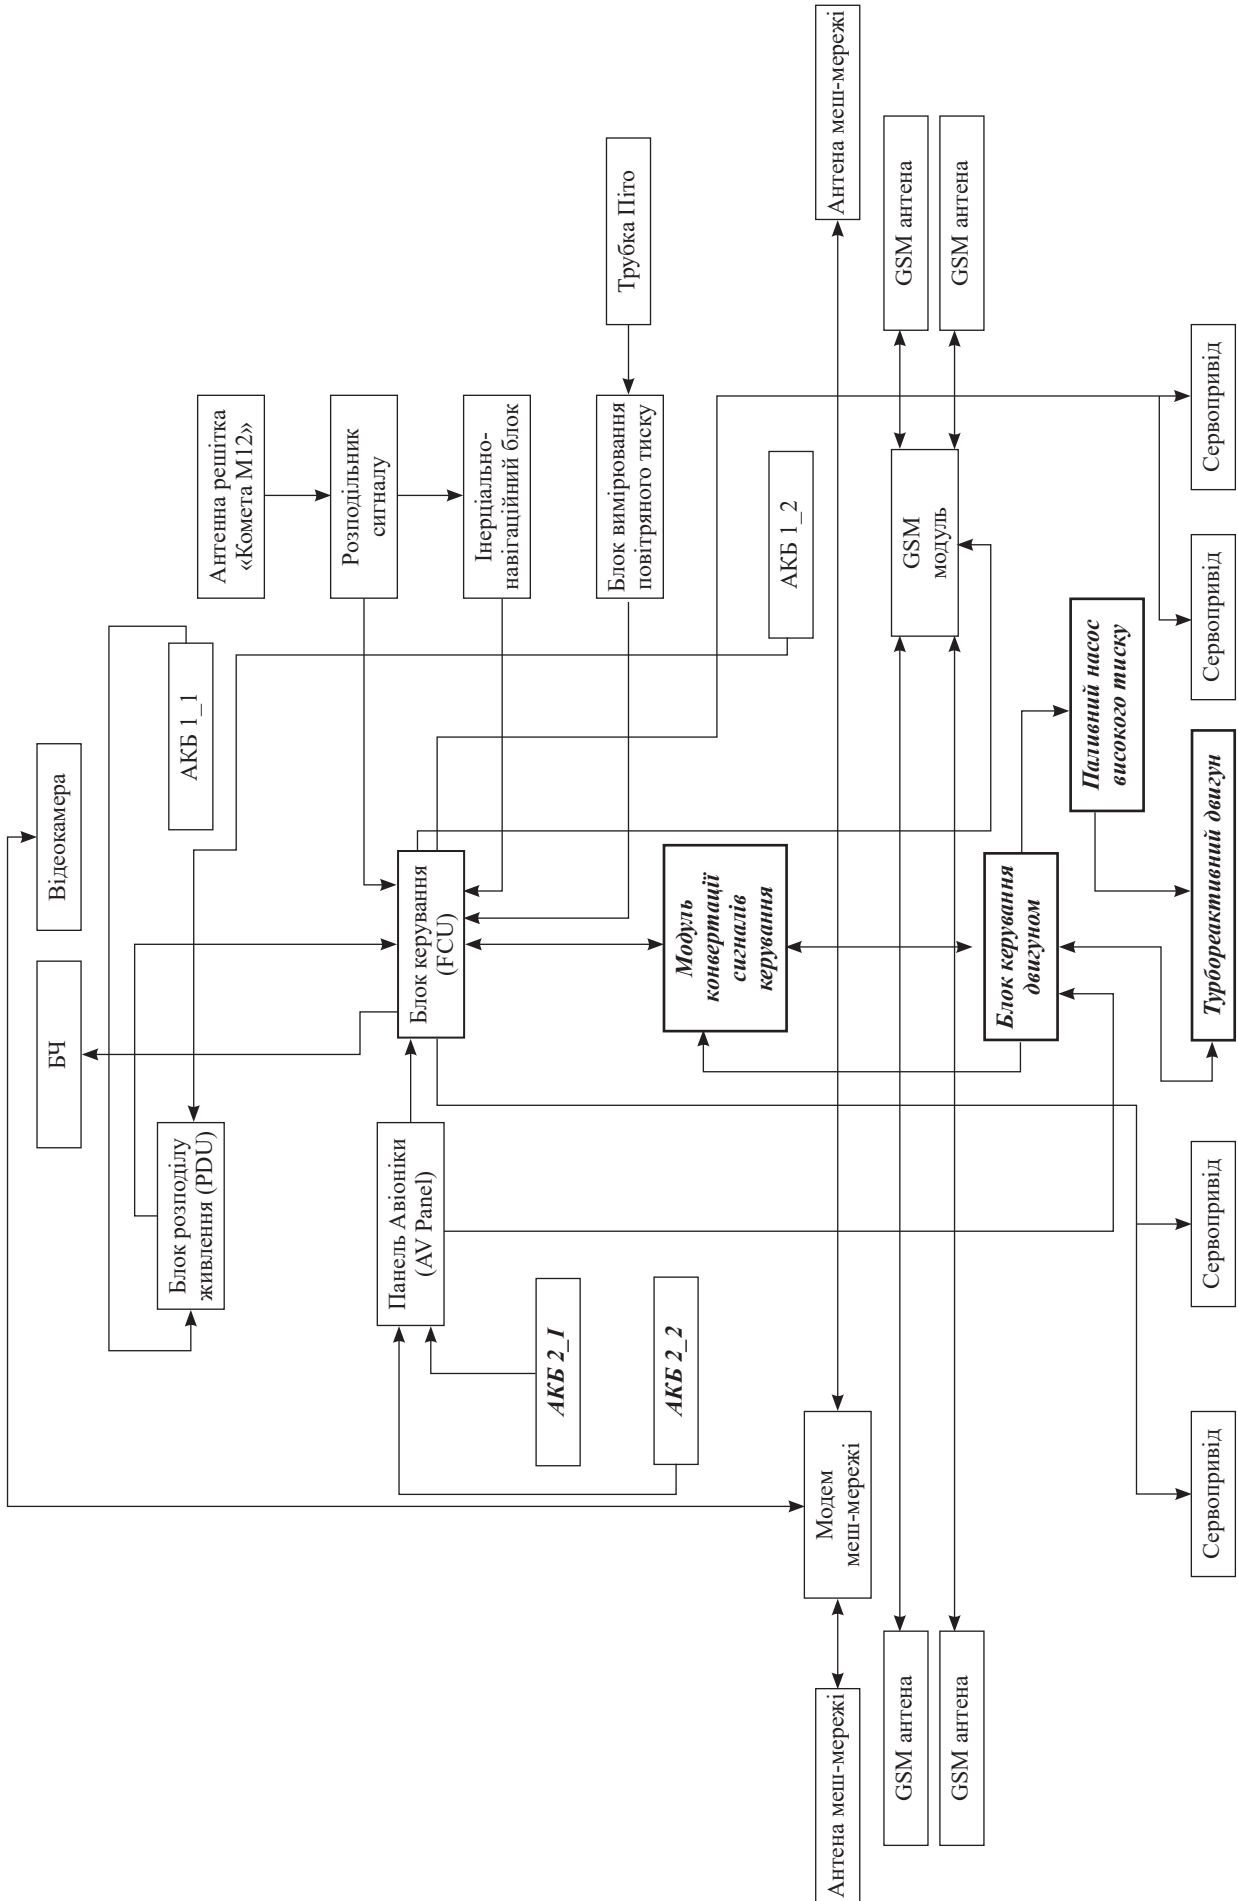 Відеокамера
БЧ
АКБ 1_1
Блок розподілу
живлення (PDU)
Антенна решітка
«Комета М12»
Розподільник
сигналу
Інерціально-
навігаційний блок
Трубка Піто
Блок вимірювання
повітряного тиску
АКБ 1_2
Блок керування
(FCU)
Панель Авіоніки
(AV Panel)
АКБ 2_1
АКБ 2_2
Модуль
конвертації
сигналів
керування
Антена меш-мережі
Модем
меш-мережі
Антена меш-мережі
GSM антена
GSM антена
GSM
модуль
GSM антена
GSM антена
Блок керування
двигуном
Паливний насос
високого тиску
Турбореактивний двигун
Сервопривід
Сервопривід
Сервопривід
Сервопривід